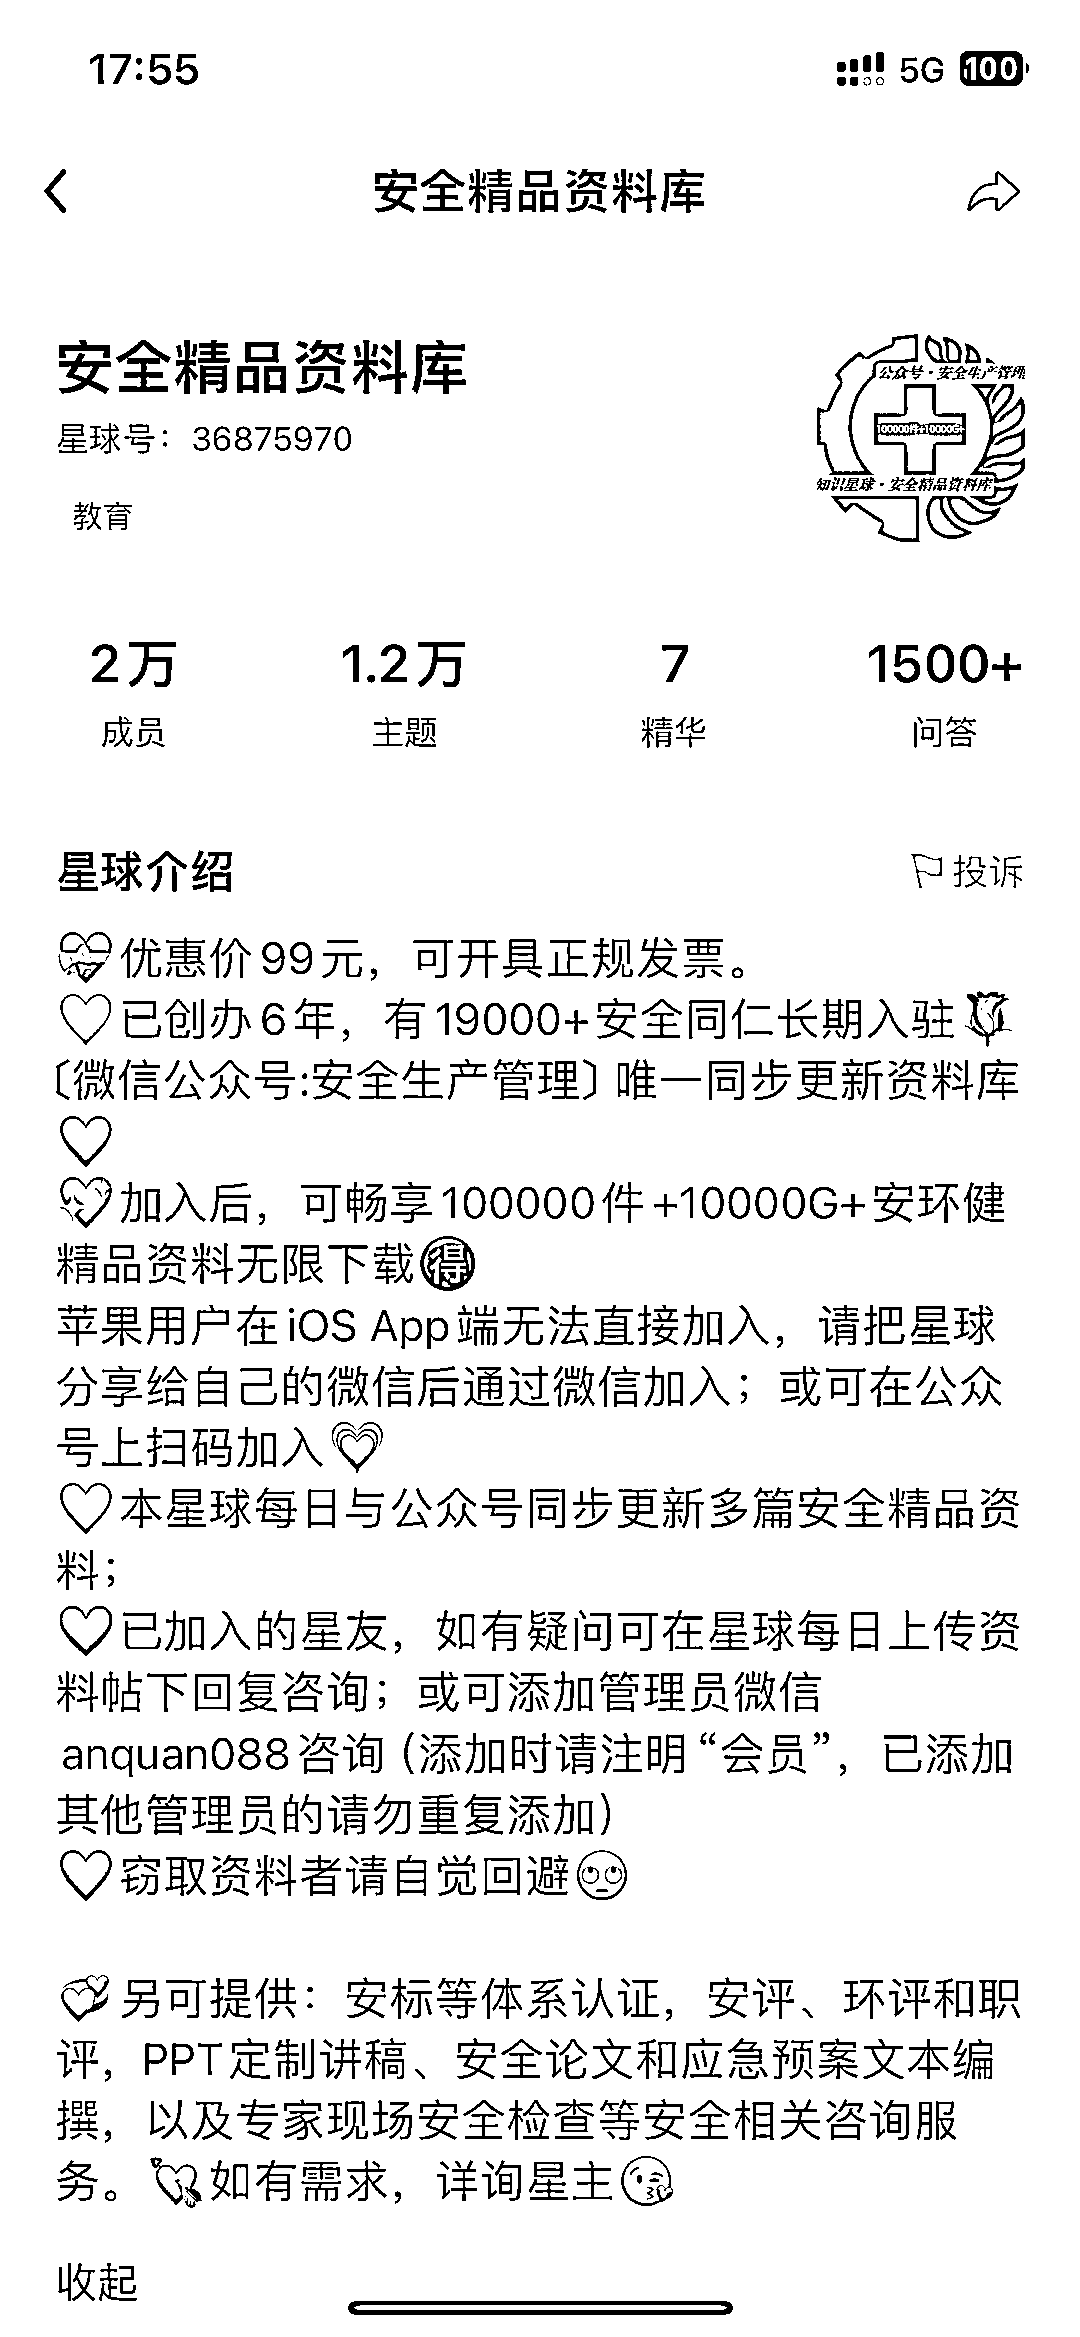 17:55
5G 100
安全精品资料库
安全精品资料库
星球号：36875970
教育
公众号·安全生产管理
100000件+10000G+
知识星球·安全精品资料库
2万
1.2万
7
1500+
成员
主题
精华
问答
星球介绍
投诉
💝优惠价99元，可开具正规发票。
♡已创办6年，有19000+安全同仁长期入驻🌹
〔微信公众号:安全生产管理〕唯一同步更新资料库
♡
💞加入后，可畅享100000件+10000G+安环健
精品资料无限下载🉐
苹果用户在iOS App端无法直接加入，请把星球
分享给自己的微信后通过微信加入；或可在公众
号上扫码加入💗
♡本星球每日与公众号同步更新多篇安全精品资
料；
♡已加入的星友，如有疑问可在星球每日上传资
料帖下回复咨询；或可添加管理员微信
anquan088咨询（添加时请注明“会员”，已添加
其他管理员的请勿重复添加）
♡窃取资料者请自觉回避🙄
💞另可提供：安标等体系认证，安评、环评和职
评，PPT定制讲稿、安全论文和应急预案文本编
撰，以及专家现场安全检查等安全相关咨询服
务。💘如有需求，详询星主😘
收起